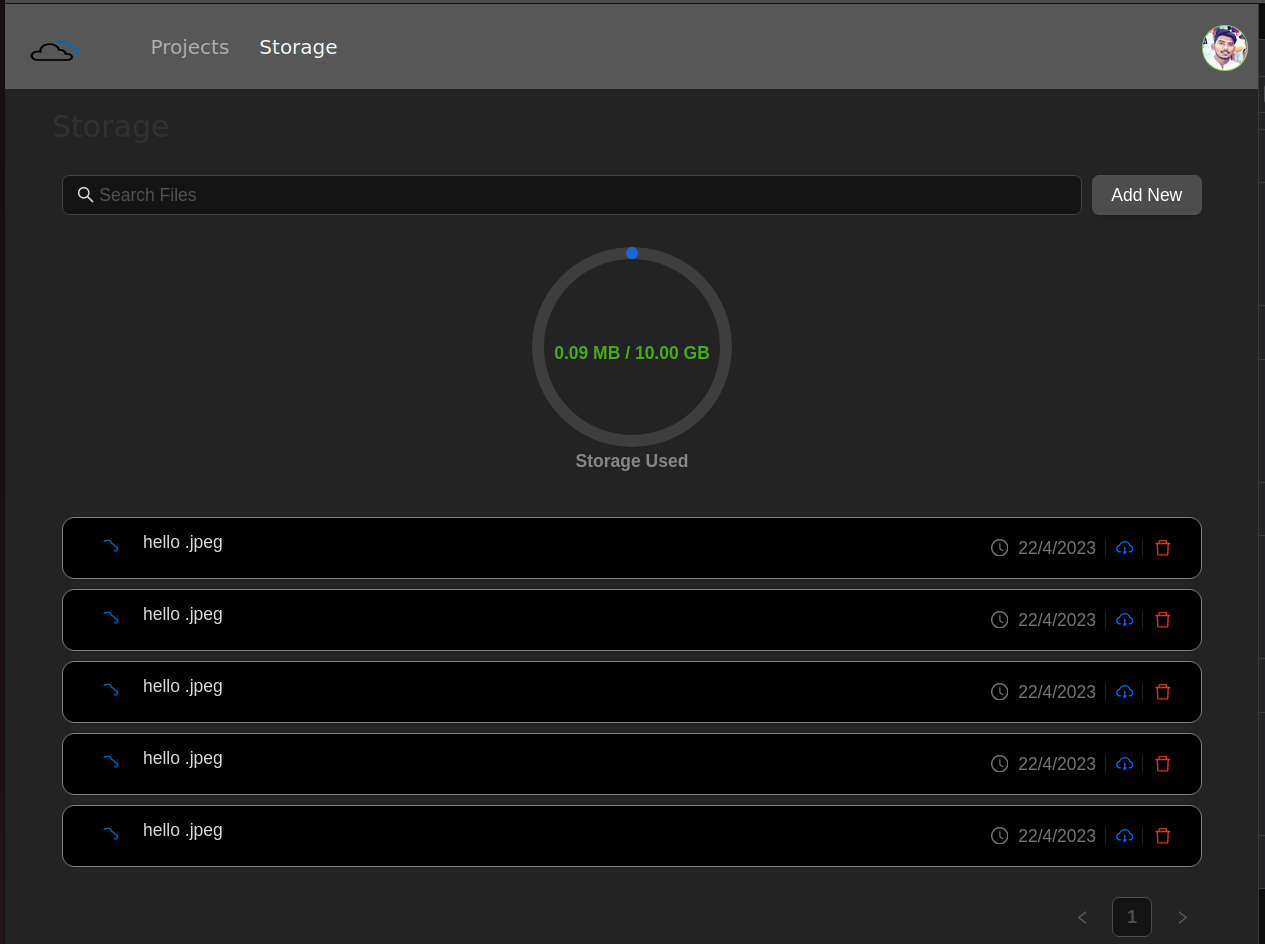 Projects Storage
Storage
Search Files Add New
0.09 MB / 10.00 GB
Storage Used
hello .jpeg 22/4/2023
hello .jpeg 22/4/2023
hello .jpeg 22/4/2023
hello .jpeg 22/4/2023
hello .jpeg 22/4/2023
1